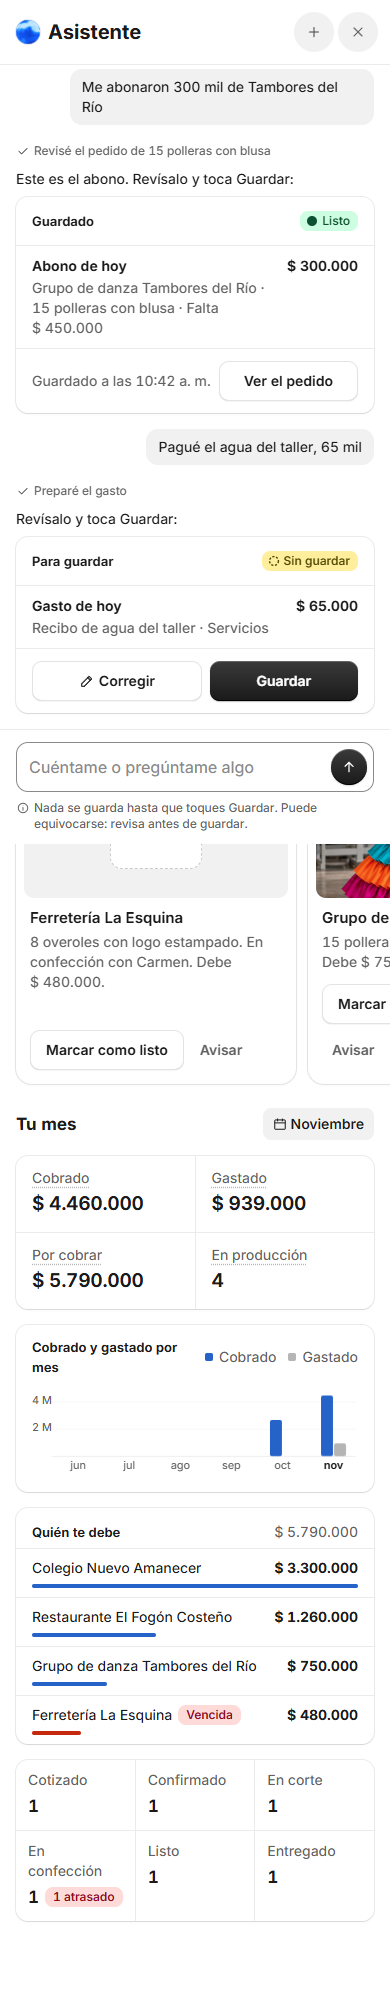 Asistente
Me abonaron 300 mil de Tambores del
Río
Revisé el pedido de 15 polleras con blusa
Este es el abono. Revísalo y toca Guardar:
Guardado
Listo
Abono de hoy
$ 300.000
Grupo de danza Tambores del Río ·
15 polleras con blusa · Falta
$ 450.000
Guardado a las 10:42 a. m.
Ver el pedido
Pagué el agua del taller, 65 mil
Preparé el gasto
Revísalo y toca Guardar:
Para guardar
Sin guardar
Gasto de hoy
$ 65.000
Recibo de agua del taller · Servicios
Corregir
Guardar
Cuéntame o pregúntame algo
Nada se guarda hasta que toques Guardar. Puede
equivocarse: revisa antes de guardar.
Ferretería La Esquina
8 overoles con logo estampado. En
confección con Carmen. Debe
$ 480.000.
Marcar como listo
Avisar
Grupo de
15 pollera
Debe $ 75
Marcar
Avisar
Tu mes
Noviembre
Cobrado
$ 4.460.000
Gastado
$ 939.000
Por cobrar
$ 5.790.000
En producción
4
Cobrado y gastado por
mes
Cobrado
Gastado
4 M
2 M
jun jul ago sep oct nov
Quién te debe
$ 5.790.000
Colegio Nuevo Amanecer
$ 3.300.000
Restaurante El Fogón Costeño
$ 1.260.000
Grupo de danza Tambores del Río
$ 750.000
Ferretería La Esquina
Vencida
$ 480.000
Cotizado
1
Confirmado
1
En corte
1
En
confección
1
1 atrasado
Listo
1
Entregado
1